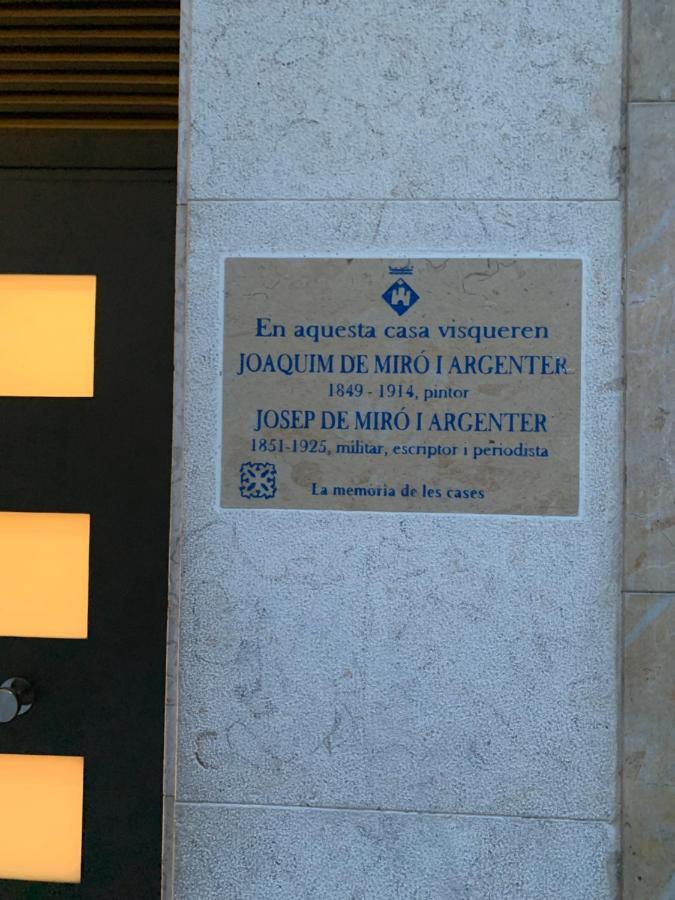 En aquesta casa visqueren
JOAQUIM DE MIRÓ I ARGENTER
1849 - 1914, pintor
JOSEP DE MIRÓ I ARGENTER
1851-1925, militar, escriptor i periodista
La memòria de les cases